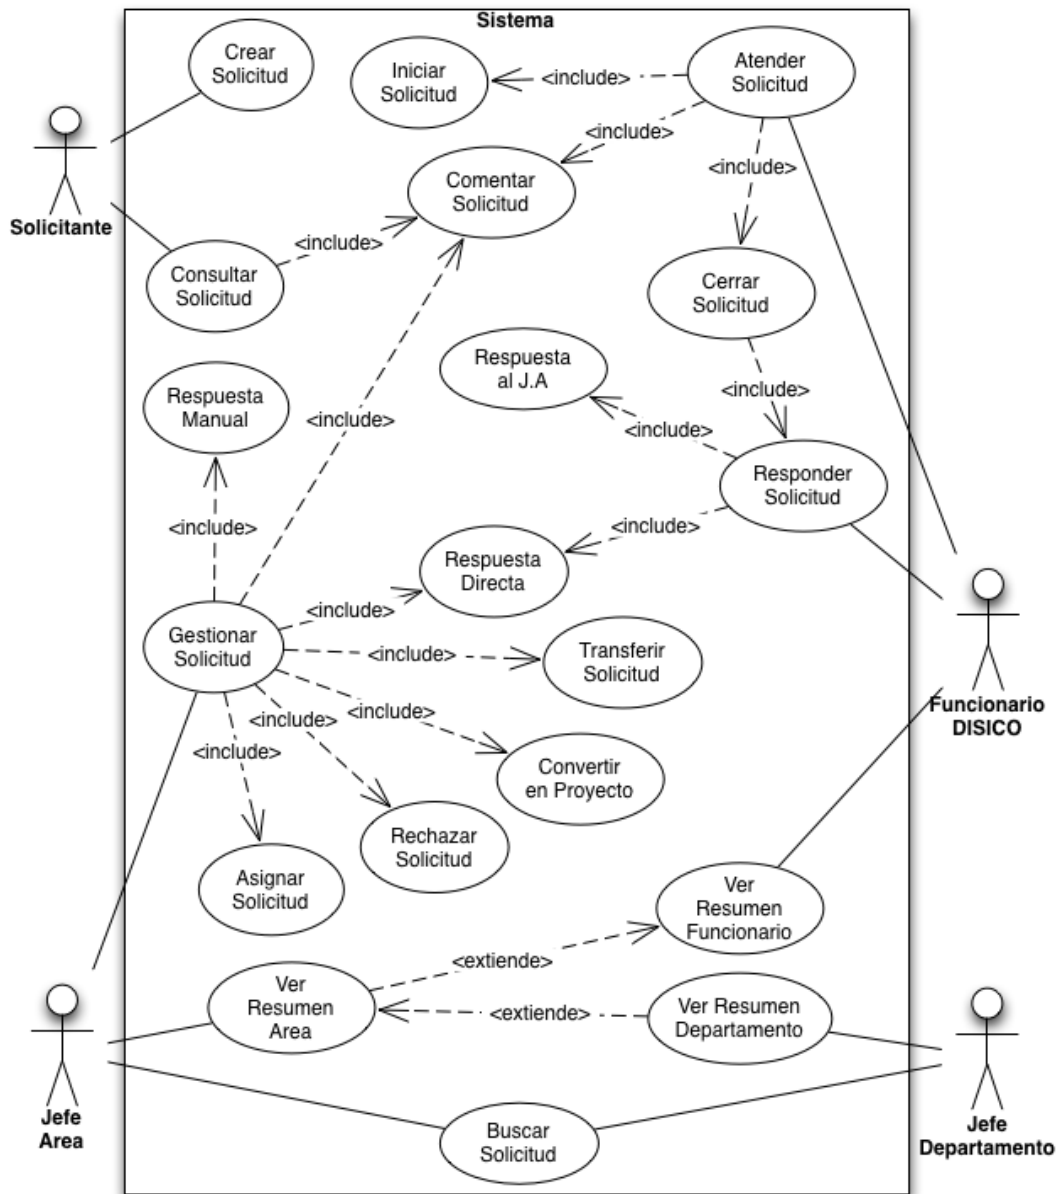 Sistema
Crear
Solicitud
Iniciar
Solicitud
<include>
Atender
Solicitud
<include>
<include>
Comentar
Solicitud
Solicitante
<include>
Consultar
Solicitud
Cerrar
Solicitud
Respuesta
al J.A
Respuesta
Manual
<include>
<include>
<include>
Responder
Solicitud
<include>
<include>
Respuesta
Directa
<include>
Gestionar
Solicitud
<include>
Transferir
Solicitud
Funcionario
DISICO
<include>
<include>
<include>
Convertir
en Proyecto
Rechazar
Solicitud
Asignar
Solicitud
Ver
Resumen
Funcionario
<extiende>
Ver
Resumen
Area
<extiende>
Ver Resumen
Departamento
Jefe
Area
Buscar
Solicitud
Jefe
Departamento